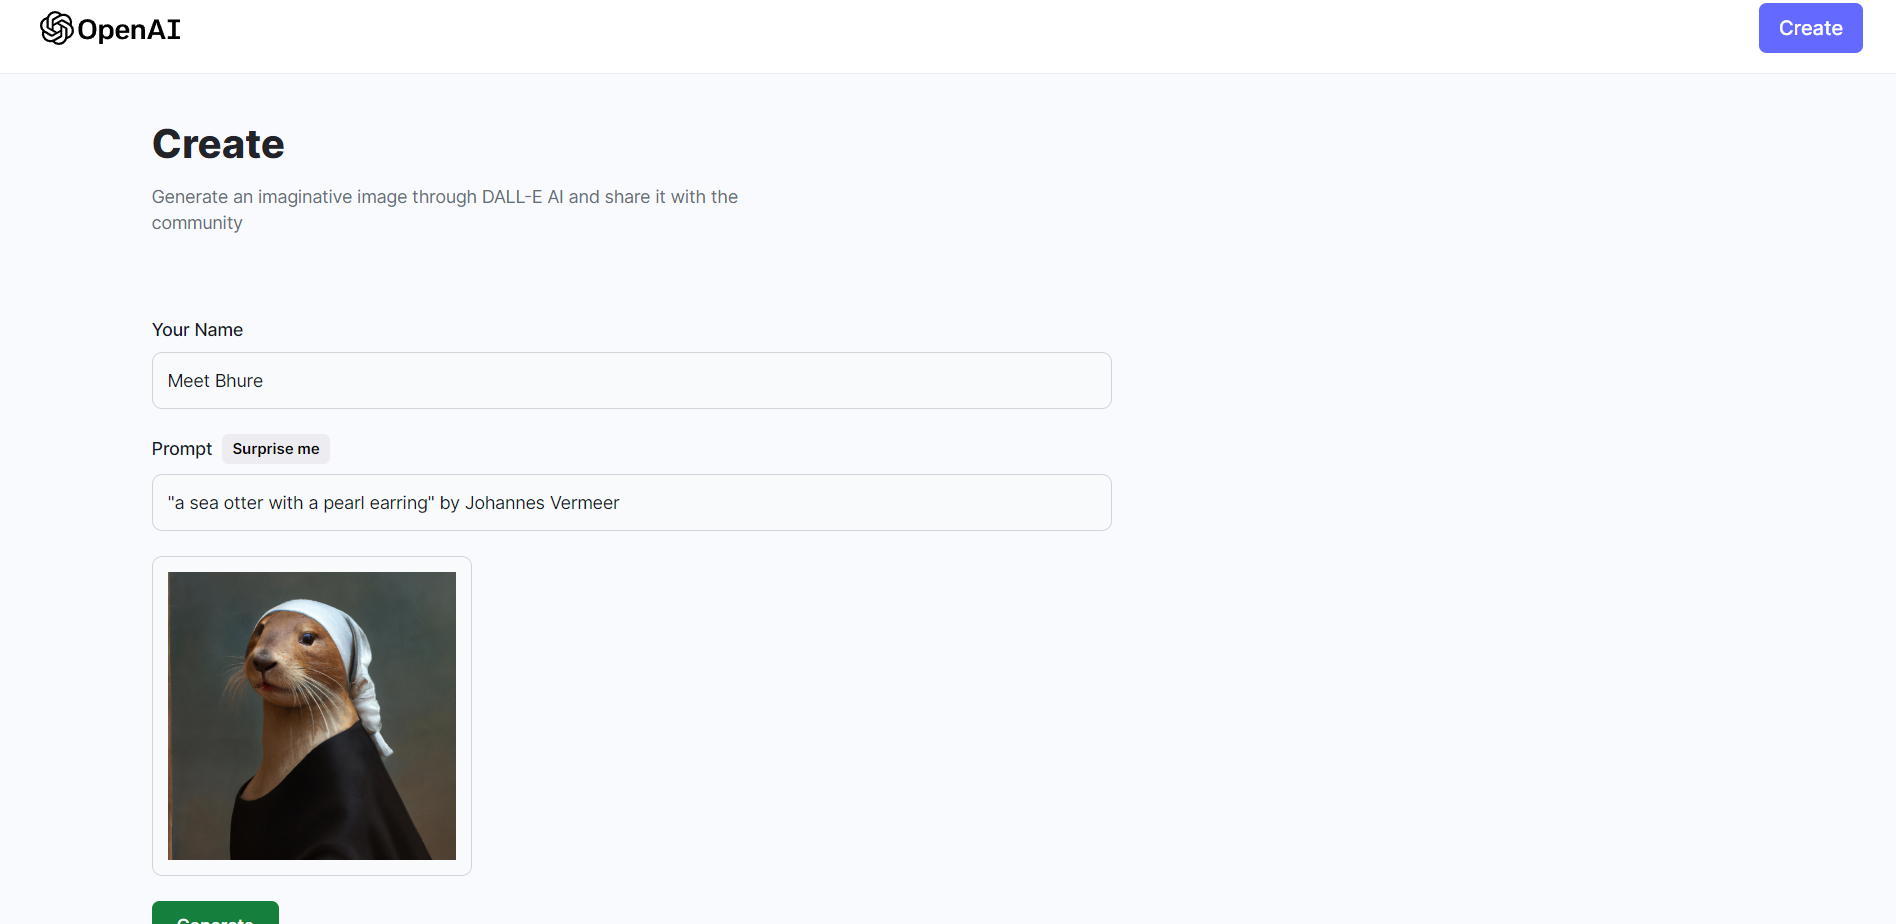 OpenAI
Create
Create
Generate an imaginative image through DALL-E AI and share it with the
community
Your Name
Meet Bhure
Prompt Surprise me
"a sea otter with a pearl earring" by Johannes Vermeer
Generate